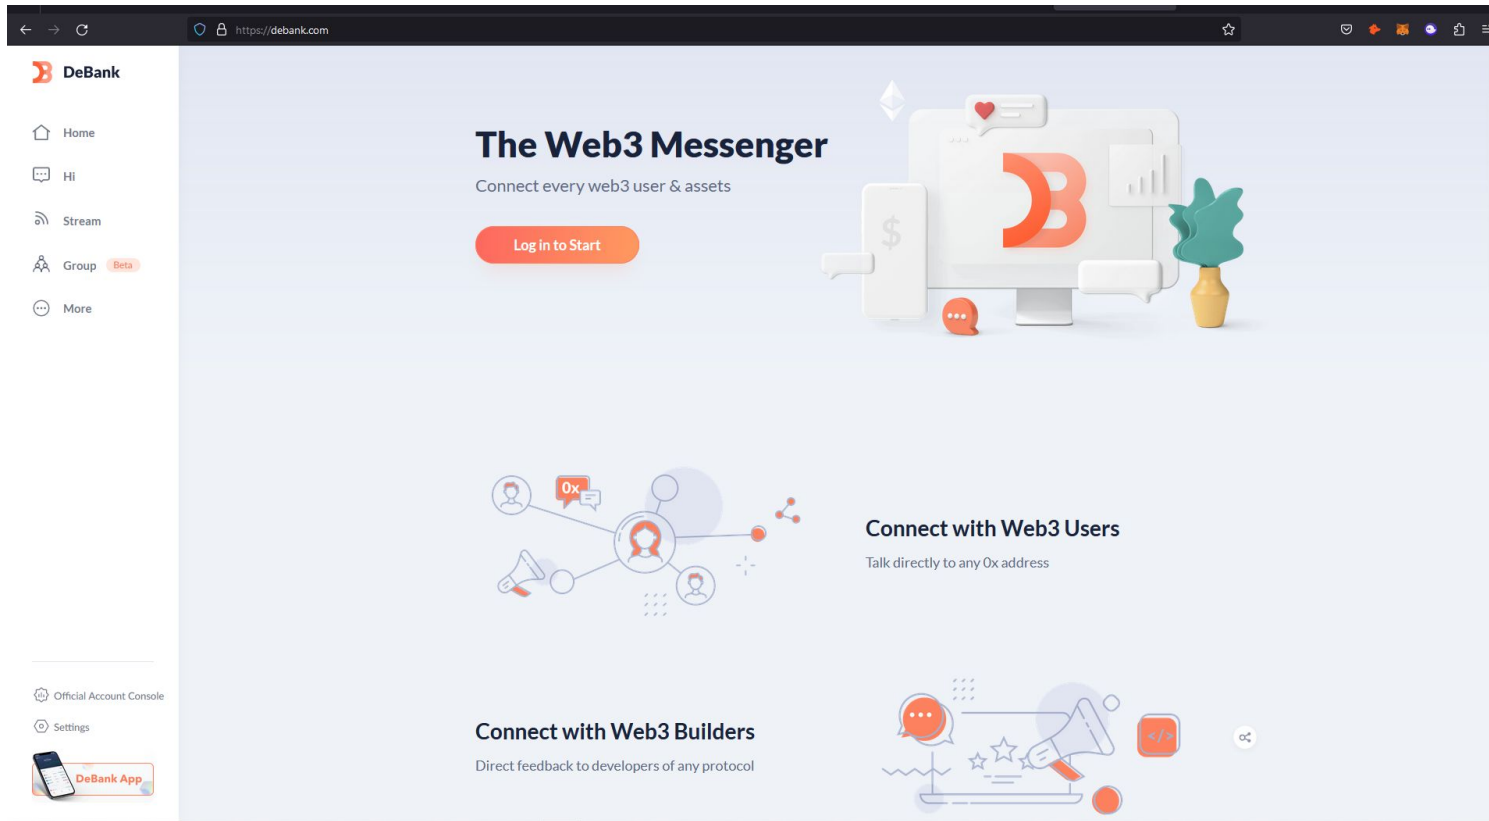 https://debank.com
DeBank
Home
Hi
Stream
Group Beta
More
Official Account Console
Settings
DeBank App
The Web3 Messenger
Connect every web3 user & assets
Log in to Start
$
0x
Connect with Web3 Users
Talk directly to any 0x address
Connect with Web3 Builders
Direct feedback to developers of any protocol
</>